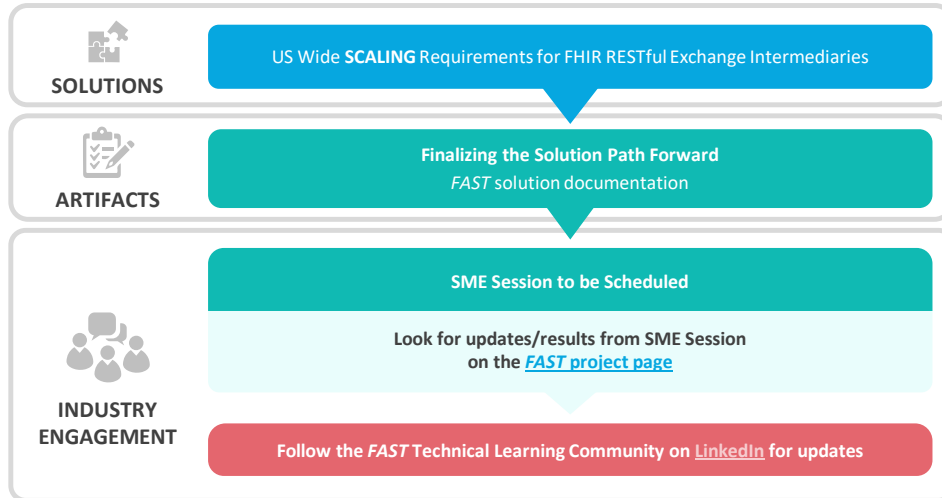 SOLUTIONS
US Wide SCALING Requirements for FHIR RESTful Exchange Intermediaries
ARTIFACTS
Finalizing the Solution Path Forward
FAST solution documentation
INDUSTRY
ENGAGEMENT
SME Session to be Scheduled
Look for updates/results from SME Session
on the FAST project page
Follow the FAST Technical Learning Community on LinkedIn for updates